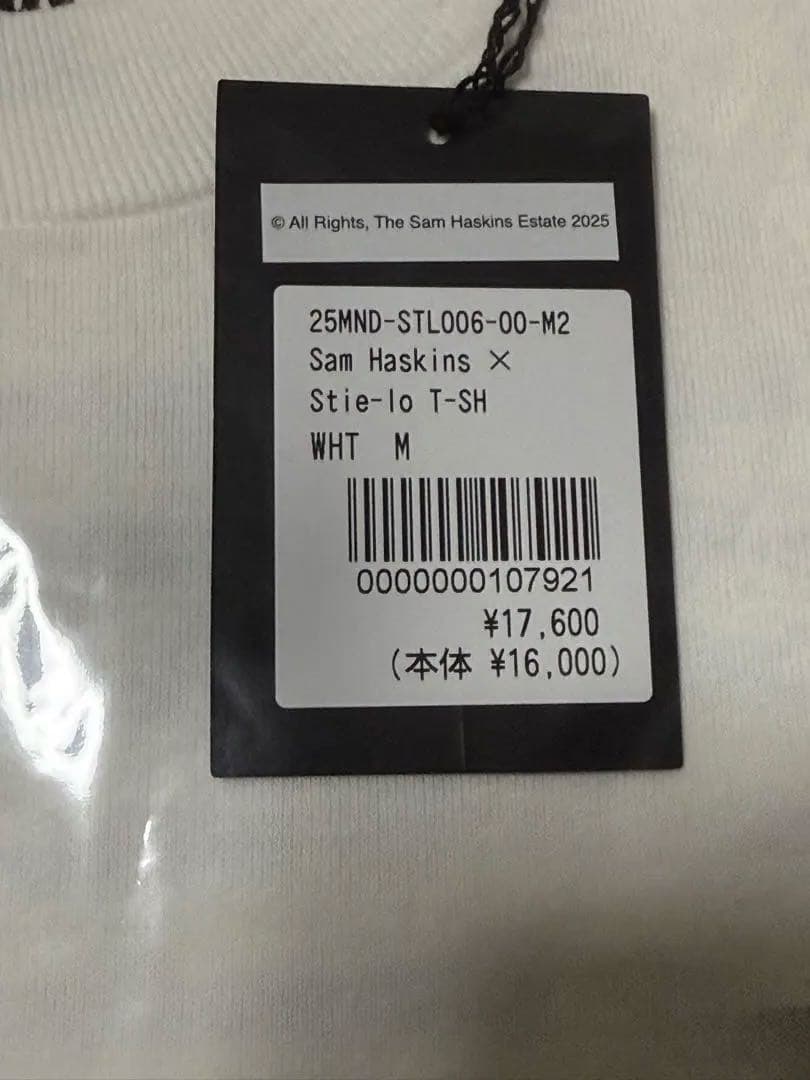 © All Rights, The Sam Haskins Estate 2025
25MND-STL006-00-M2
Sam Haskins ×
Stie-lo T-SH
WHT M
0000000107921
¥17,600
(本体 ¥16,000)